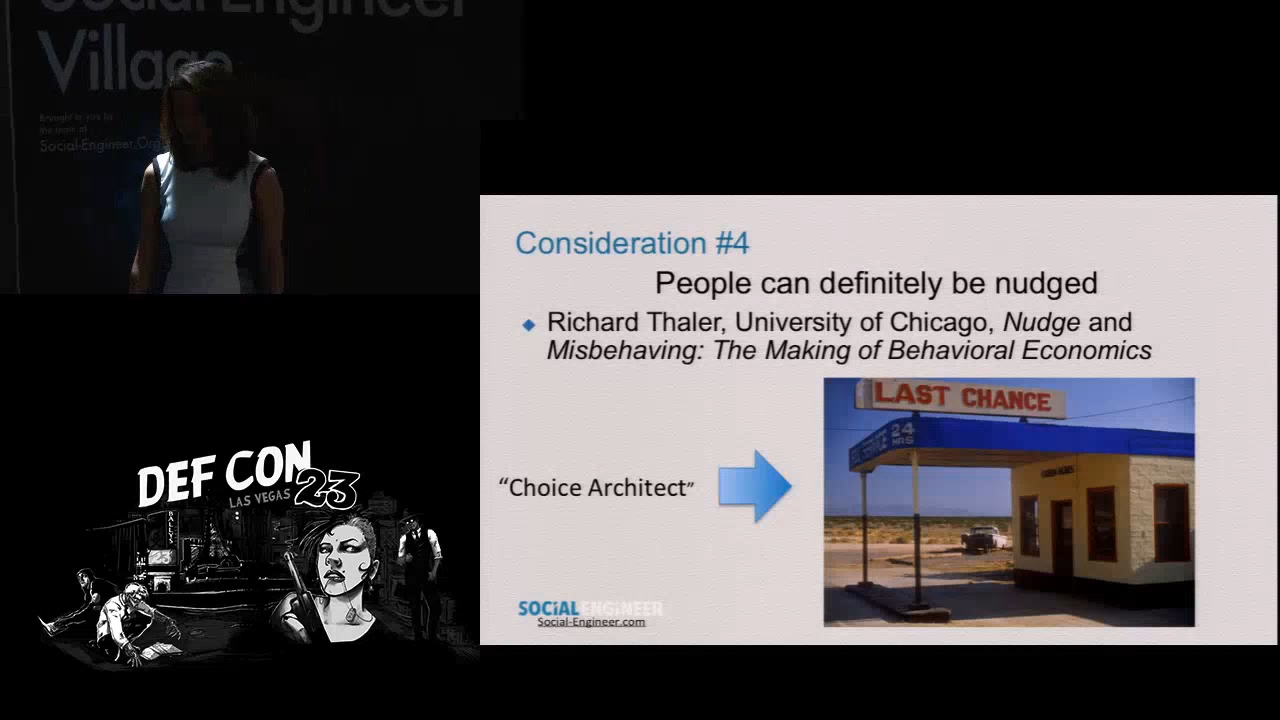 Social Engineer
Village
Brought to you by
the team at
Social-Engineer.Org
Consideration #4
People can definitely be nudged
Richard Thaler, University of Chicago, Nudge and
Misbehaving: The Making of Behavioral Economics
LAST CHANCE
24
HRS
“Choice Architect”
SOCIAL ENGINEER
Social-Engineer.com
DEF CON
LAS VEGAS 23
BALLYS